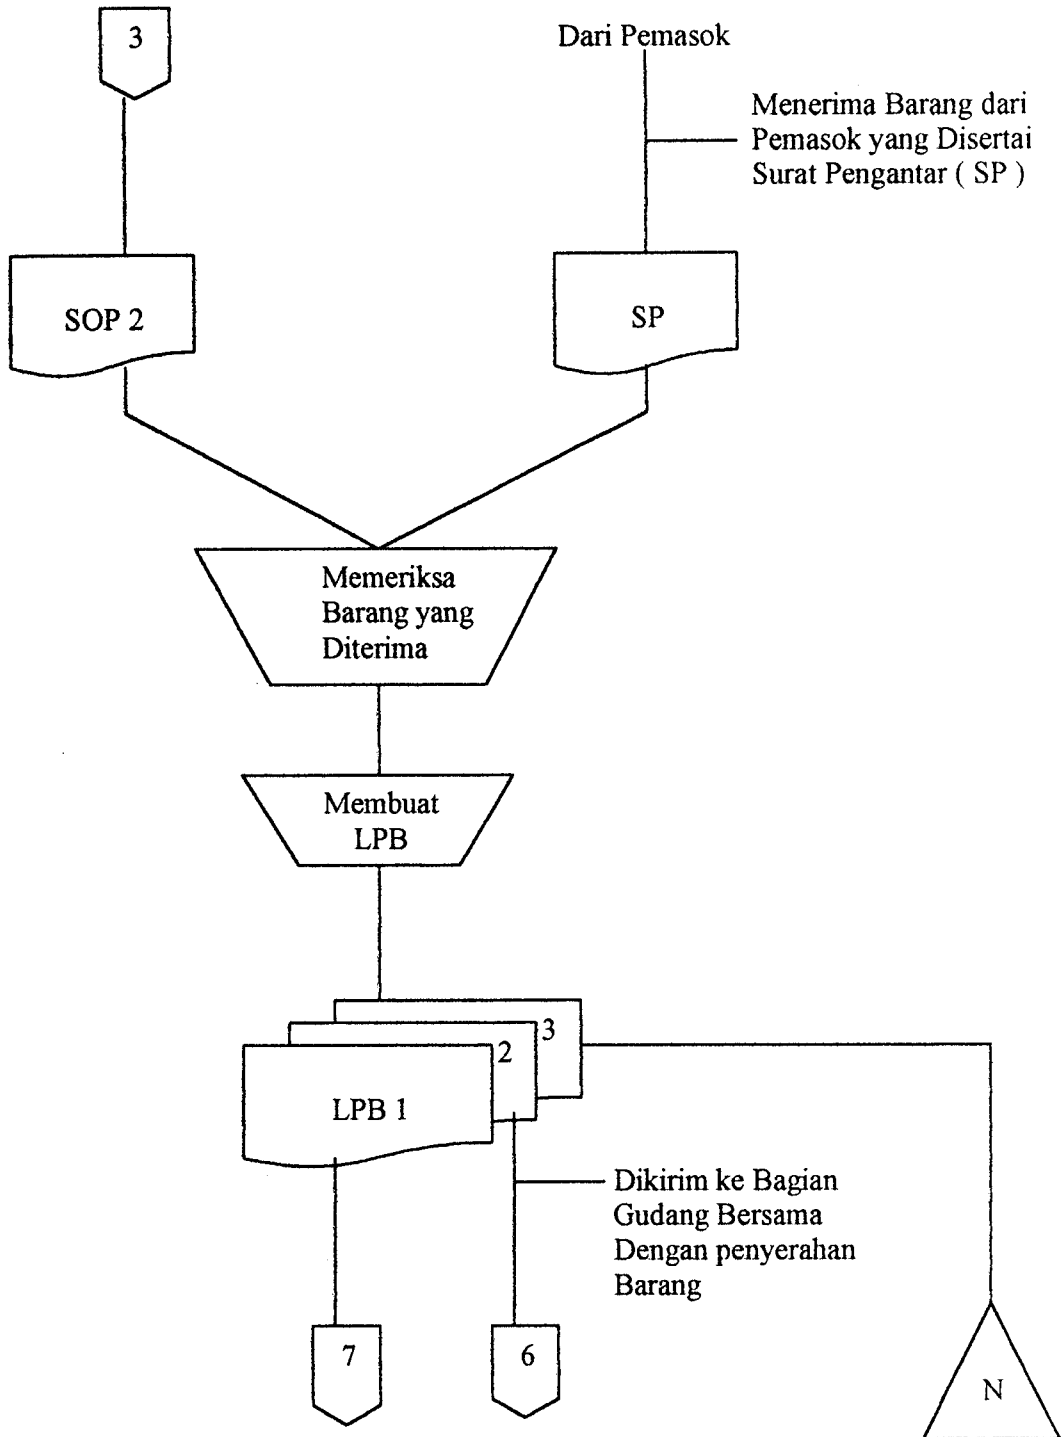 3
Dari Pemasok
Menerima Barang dari
Pemasok yang Disertai
Surat Pengantar ( SP )
SOP 2
SP
Memeriksa
Barang yang
Diterima
Membuat
LPB
3
2
LPB 1
Dikirim ke Bagian
Gudang Bersama
Dengan penyerahan
Barang
7
6
N